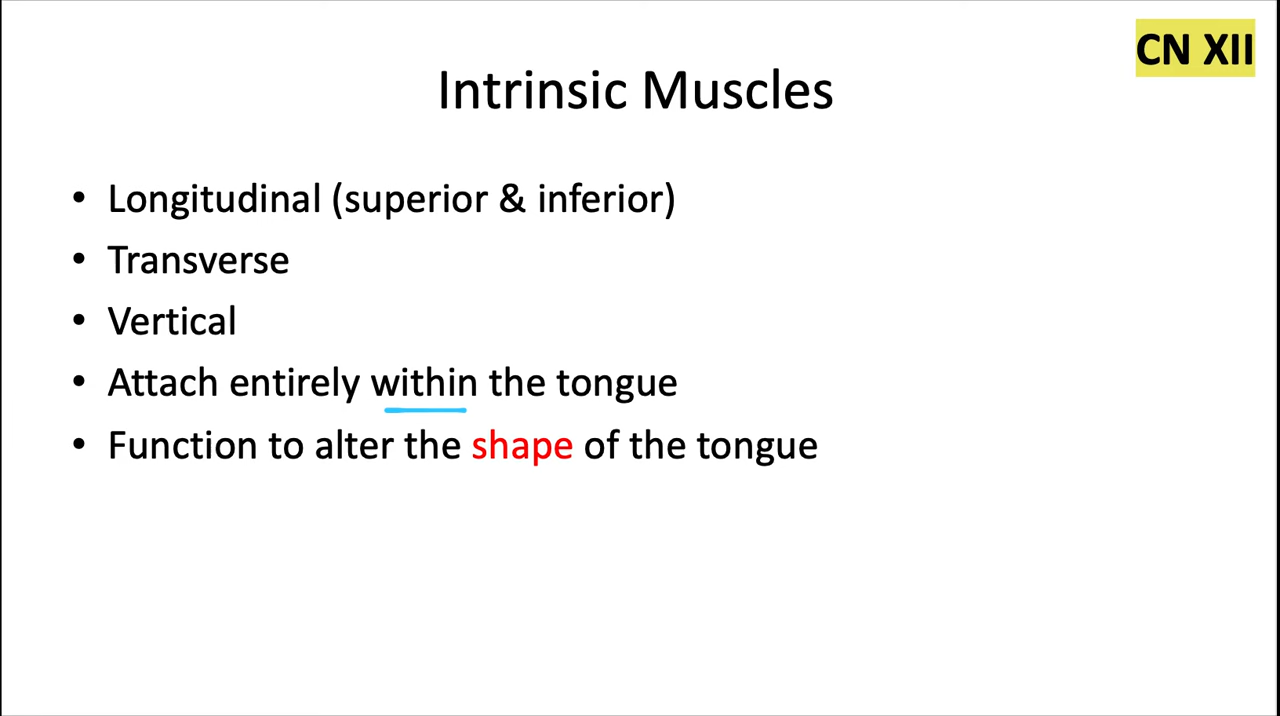 CN XII
Intrinsic Muscles
• Longitudinal (superior & inferior)
• Transverse
• Vertical
• Attach entirely within the tongue
• Function to alter the shape of the tongue